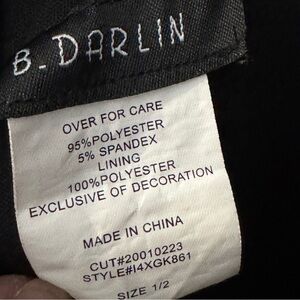 B. DARLIN
OVER FOR CARE
95%POLYESTER
5% SPANDEX
LINING
100%POLYESTER
EXCLUSIVE OF DECORATION
MADE IN CHINA
CUT#20010223
STYLE#I4XGK861
SIZE 1/2